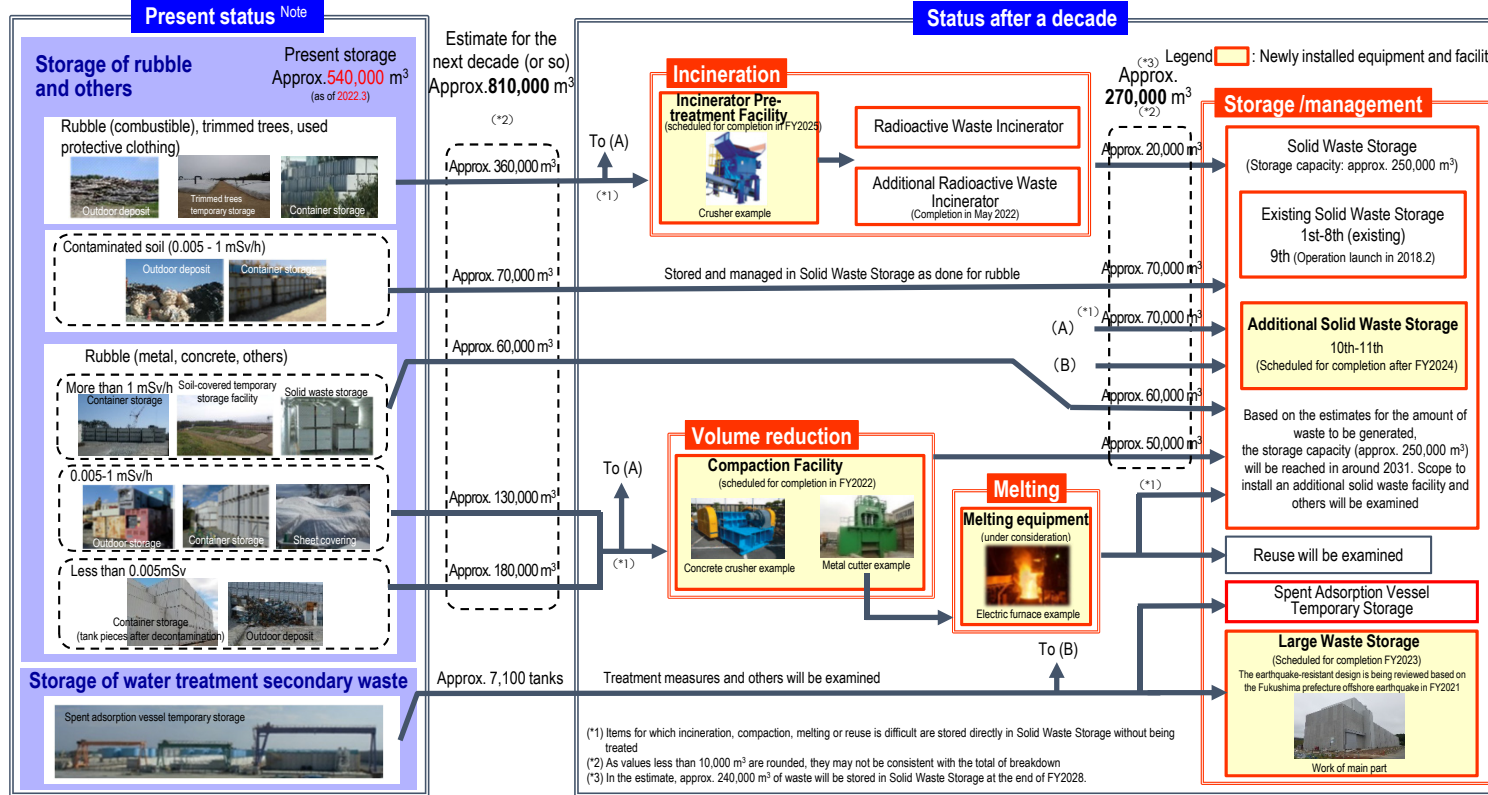 Present status Note
Storage of rubble
and others
Present storage
Approx.540,000 m³
(as of 2022.3)
Rubble (combustible), trimmed trees, used
protective clothing)
Outdoor deposit
Trimmed trees
temporary storage
Container storage
Contaminated soil (0.005 - 1 mSv/h)
Outdoor deposit
Container storage
Rubble (metal, concrete, others)
More than 1 mSv/h
Container storage
Soil-covered temporary
storage facility
Solid waste storage
0.005-1 mSv/h
Outdoor storage
Container storage
Sheet covering
Less than 0.005mSv
Container storage
(tank pieces after decontamination)
Outdoor deposit
Storage of water treatment secondary waste
Spent adsorption vessel temporary storage
Estimate for the
next decade (or so)
Approx.810,000 m³
(*2)
Approx. 360,000 m³
Approx. 70,000 m³
Approx. 60,000 m³
Approx. 130,000 m³
Approx. 180,000 m³
Approx. 7,100 tanks
Status after a decade
Legend : Newly installed equipment and facilit
To (A)
(*1)
Incineration
Incinerator Pre-
treatment Facility
(scheduled for completion in FY2025)
Crusher example
Radioactive Waste Incinerator
Additional Radioactive Waste
Incinerator
(Completion in May 2022)
Stored and managed in Solid Waste Storage as done for rubble
To (A)
(*1)
Volume reduction
Compaction Facility
(scheduled for completion in FY2022)
Concrete crusher example
Metal cutter example
Melting
Melting equipment
(under consideration)
Electric furnace example
Treatment measures and others will be examined
To (B)
(*3)
Approx.
270,000 m³
(*2)
Approx. 20,000 m³
Approx. 70,000 m³
(A)
(*1)
Approx. 70,000 m³
(B)
Approx. 60,000 m³
Approx. 50,000 m³
(*1)
Storage /management
Solid Waste Storage
(Storage capacity: approx. 250,000 m³)
Existing Solid Waste Storage
1st-8th (existing)
9th (Operation launch in 2018.2)
Additional Solid Waste Storage
10th-11th
(Scheduled for completion after FY2024)
Based on the estimates for the amount of
waste to be generated,
the storage capacity (approx. 250,000 m³)
will be reached in around 2031. Scope to
install an additional solid waste facility and
others will be examined
Reuse will be examined
Spent Adsorption Vessel
Temporary Storage
Large Waste Storage
(Scheduled for completion FY2023)
The earthquake-resistant design is being reviewed based on
the Fukushima prefecture offshore earthquake in FY2021
Work of main part
(*1) Items for which incineration, compaction, melting or reuse is difficult are stored directly in Solid Waste Storage without being
treated
(*2) As values less than 10,000 m³ are rounded, they may not be consistent with the total of breakdown
(*3) In the estimate, approx. 240,000 m³ of waste will be stored in Solid Waste Storage at the end of FY2028.